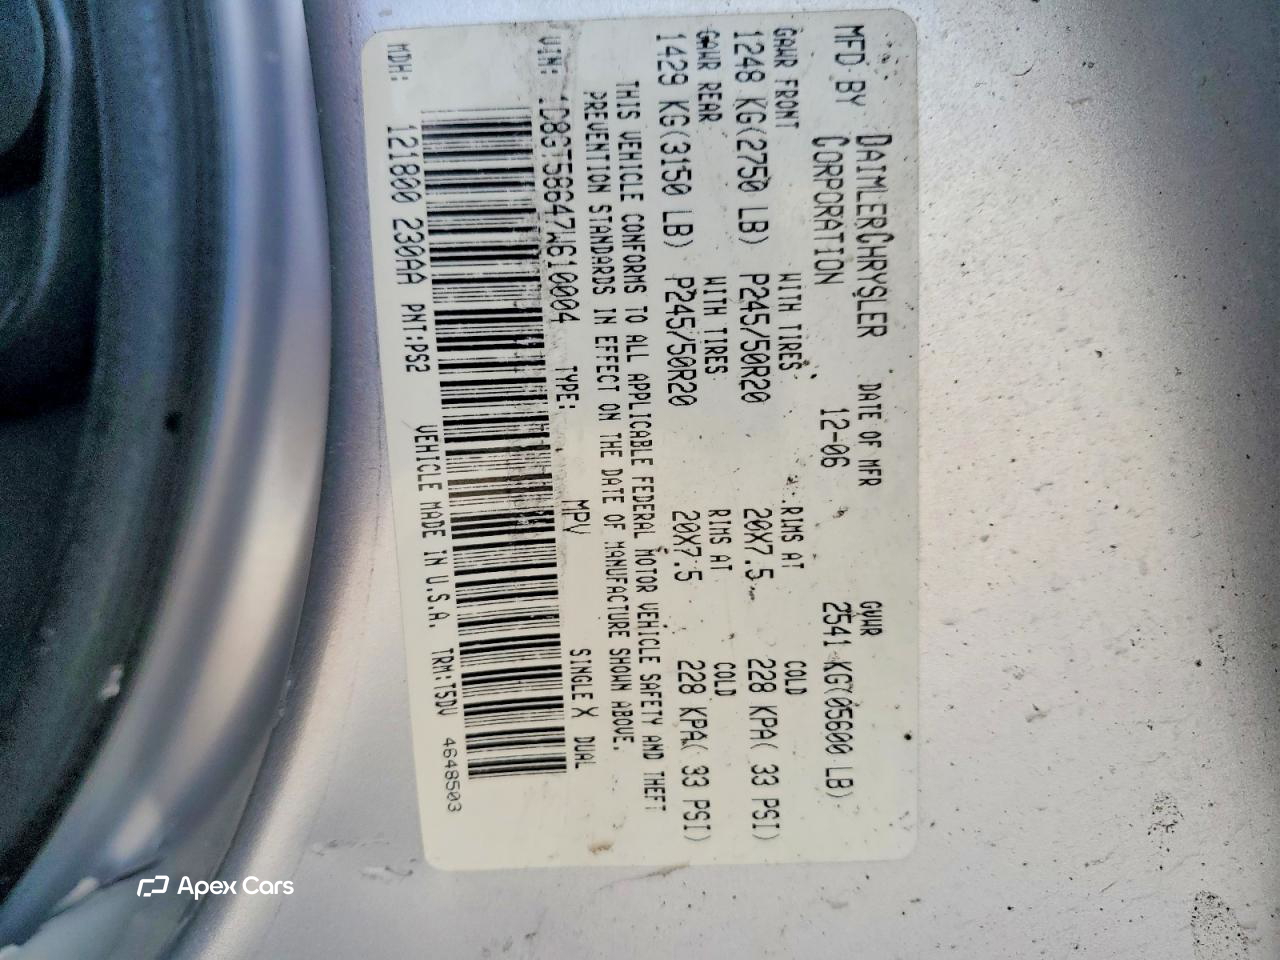 MFD BY DAIMLERCHRYSLER CORPORATION
DATE OF MFR 12-06
GVWR 2541 KG(05600 LB)
GAWR FRONT WITH TIRES RIMS AT COLD
1248 KG(2750 LB) P245/50R20 20X7.5 228 KPA( 33 PSI)
GAWR REAR WITH TIRES RIMS AT COLD
1429 KG(3150 LB) P245/50R20 20X7.5 228 KPA( 33 PSI)
THIS VEHICLE CONFORMS TO ALL APPLICABLE FEDERAL MOTOR VEHICLE SAFETY AND THEFT
PREVENTION STANDARDS IN EFFECT ON THE DATE OF MANUFACTURE SHOWN ABOVE.
VIN: 1D8GT58647W610004 TYPE: MPV SINGLE X DUAL
MDH: 121800 230AA PNT:PS2 VEHICLE MADE IN U.S.A. TRM:TSDV 4648503
Apex Cars